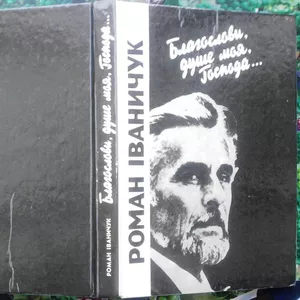 Благослови,
душе моя,
Господа...
РОМАН ІВАНИЧУК
Благослови, душе моя, Господа...
РОМАН ІВАНИЧУК